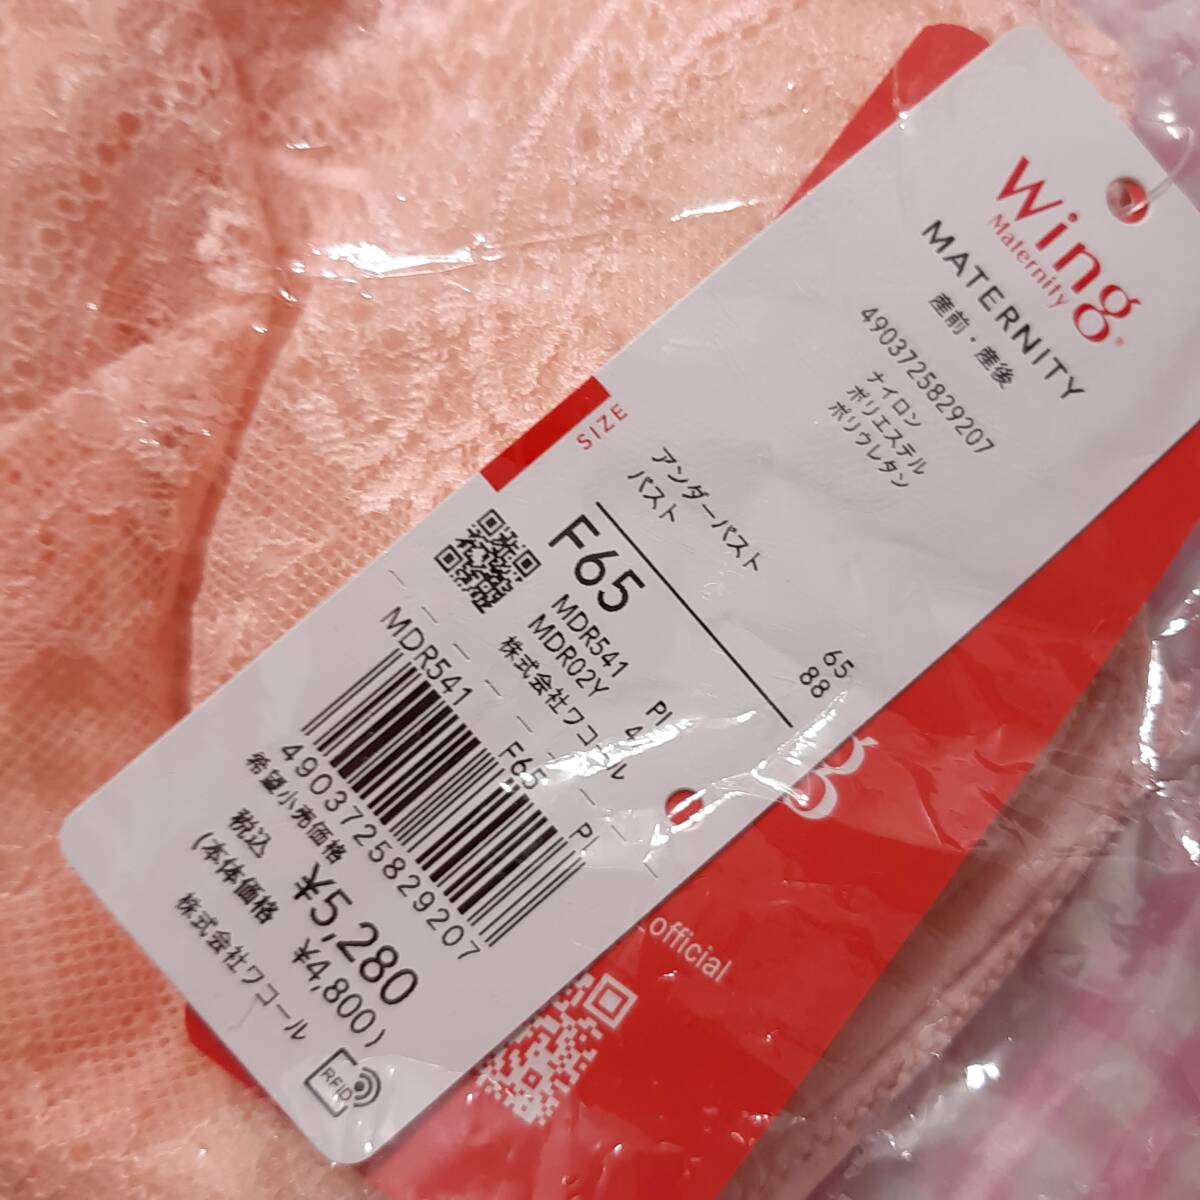 Wing
Maternity
MATERNITY
産前・産後
4903725829207
ナイロン
ポリエステル
ポリウレタン
SIZE
アンダーバスト 65
バスト 88
F65
MDR541 PI
MDR02Y 4
株式会社ワコール
MDR541 F65 PI
4903725829207
希望小売価格
税込 ¥5,280
(本体価格 ¥4,800)
株式会社ワコール
RFID
_official